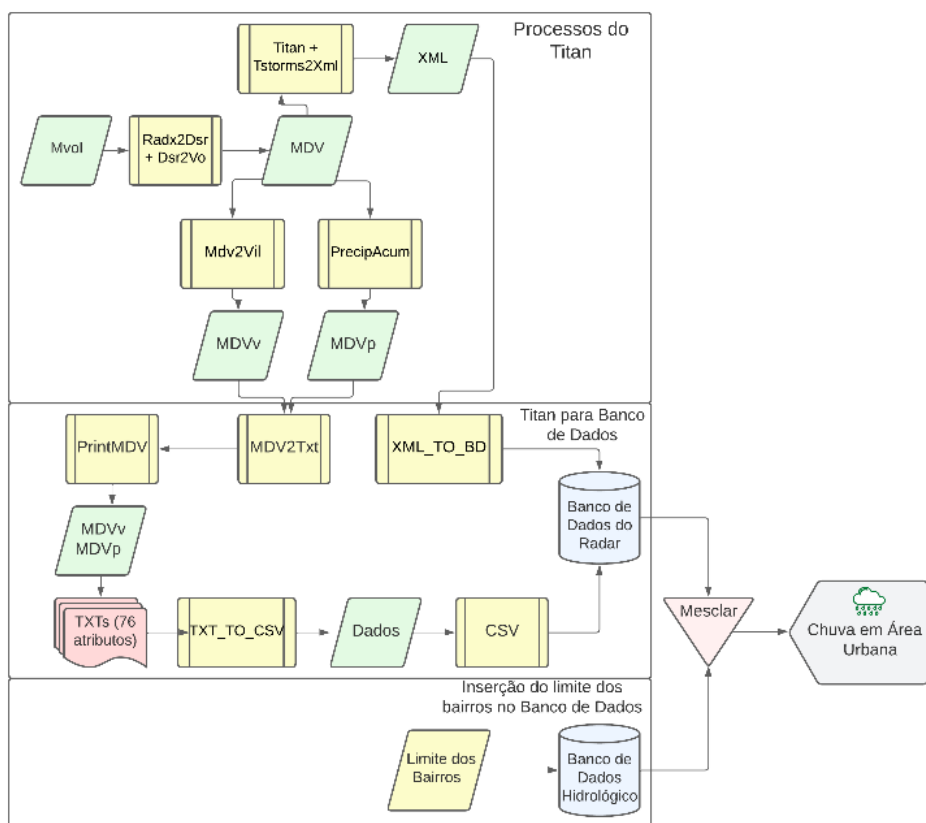 Processos do
Titan
Titan +
Tstorms2Xml
XML
Mvol
Radx2Dsr
+ Dsr2Vo
MDV
Mdv2Vil
PrecipAcum
MDVv
MDVp
Titan para Banco
de Dados
PrintMDV
MDV2Txt
XML_TO_BD
Banco de
Dados do
Radar
MDVv
MDVp
TXTs (76
atributos)
TXT_TO_CSV
Dados
CSV
Mesclar
Chuva em Área
Urbana
Inserção do limite dos
bairros no Banco de Dados
Limite dos
Bairros
Banco de
Dados
Hidrológico